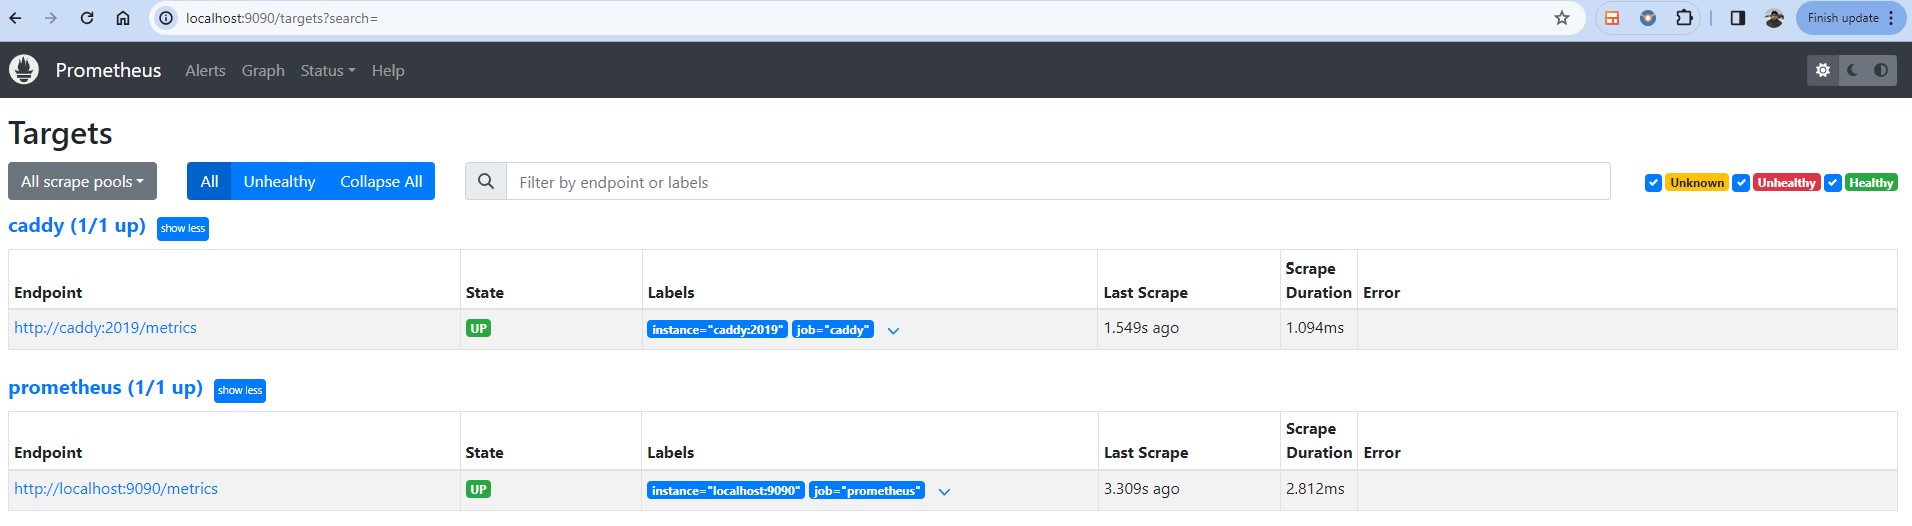 localhost:9090/targets?search=
Finish update
Prometheus Alerts Graph Status Help
Targets
All scrape pools All Unhealthy Collapse All Filter by endpoint or labels Unknown Unhealthy Healthy
caddy (1/1 up) show less
Endpoint State Labels Last Scrape Scrape Duration Error
http://caddy:2019/metrics UP instance="caddy:2019" job="caddy" 1.549s ago 1.094ms
prometheus (1/1 up) show less
Endpoint State Labels Last Scrape Scrape Duration Error
http://localhost:9090/metrics UP instance="localhost:9090" job="prometheus" 3.309s ago 2.812ms